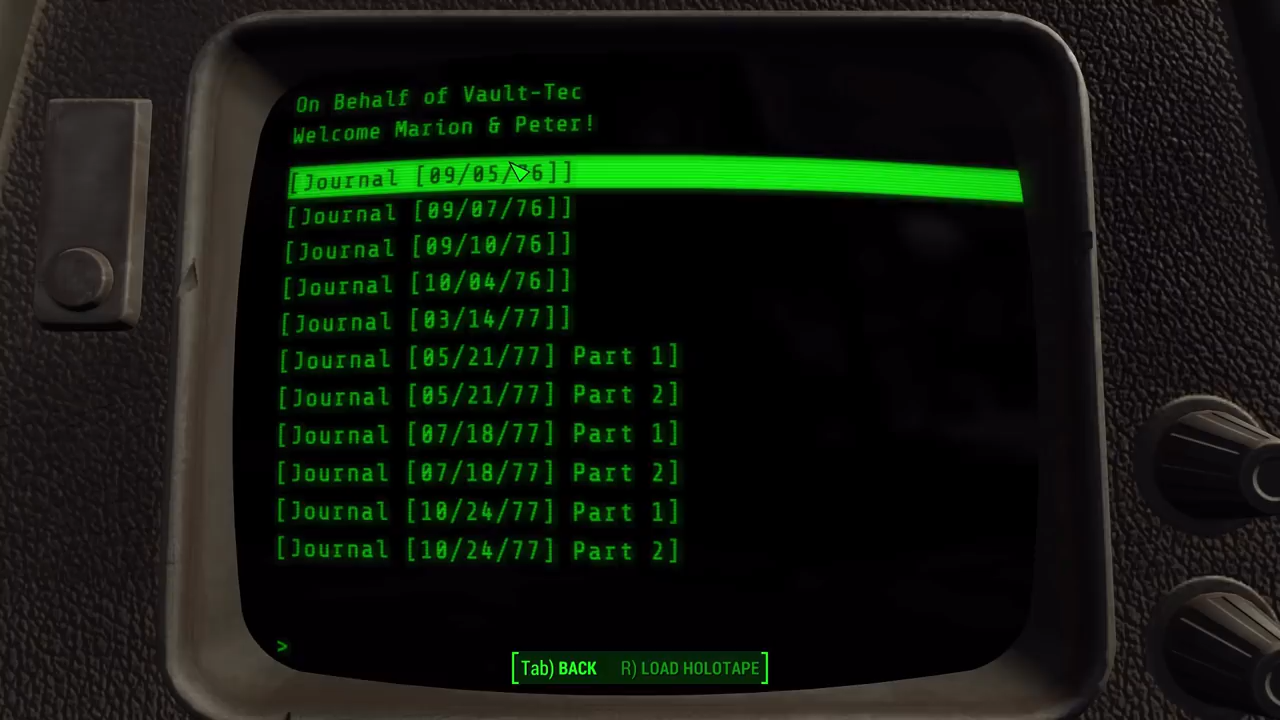 On Behalf of Vault-Tec
Welcome Marion & Peter!
[Journal [09/05/76]]
[Journal [09/07/76]]
[Journal [09/10/76]]
[Journal [10/04/76]]
[Journal [03/14/77]]
[Journal [05/21/77] Part 1]
[Journal [05/21/77] Part 2]
[Journal [07/18/77] Part 1]
[Journal [07/18/77] Part 2]
[Journal [10/24/77] Part 1]
[Journal [10/24/77] Part 2]
>
[Tab) BACK R) LOAD HOLOTAPE]